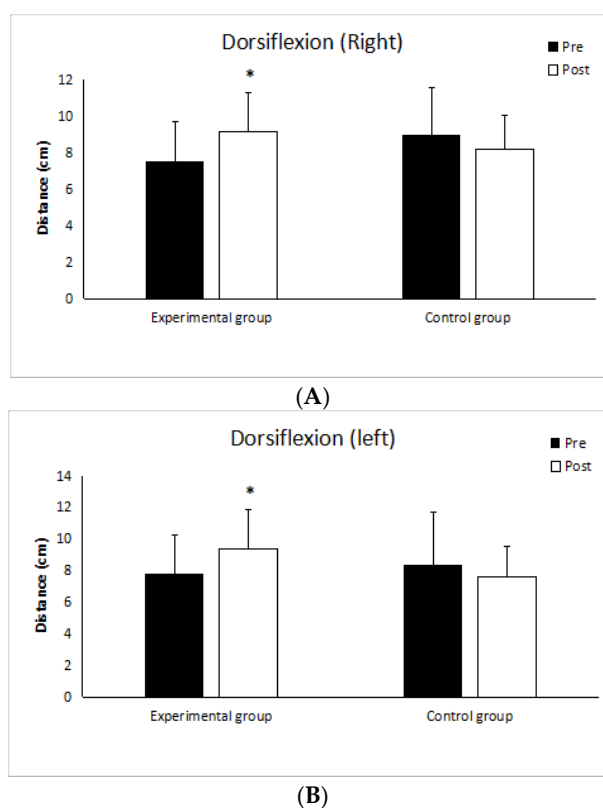 Dorsiflexion (Right)
Pre
Post
12
10
8
6
4
2
0
Distance (cm)
*
Experimental group
Control group
(A)
Dorsiflexion (left)
Pre
Post
14
12
10
8
6
4
2
0
Distance (cm)
*
Experimental group
Control group
(B)